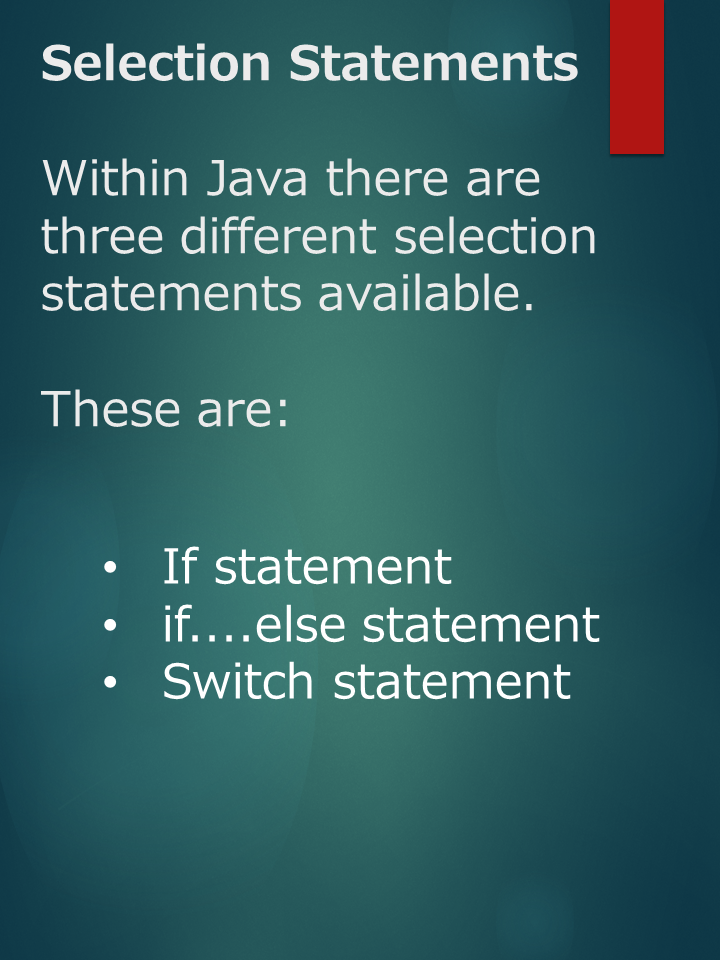 Selection Statements
Within Java there are
three different selection
statements available.
These are:
• If statement
• if....else statement
• Switch statement